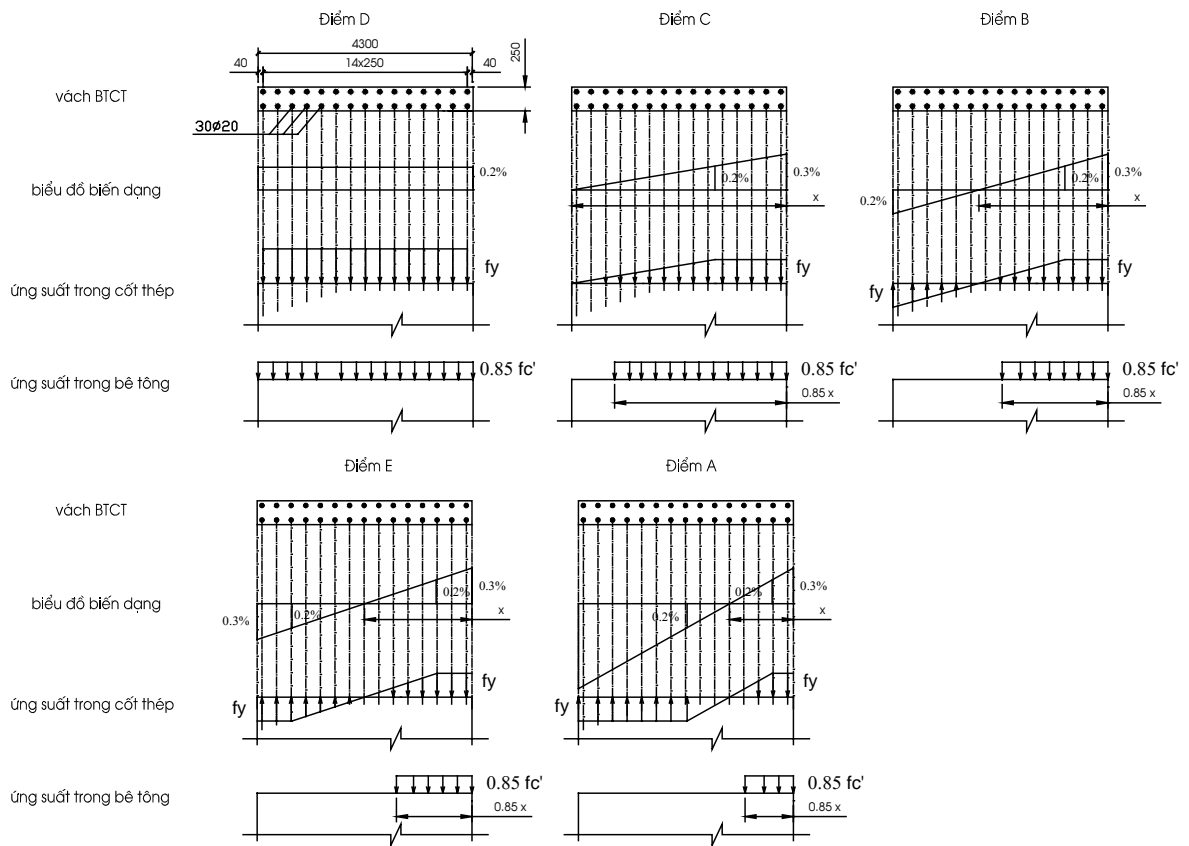 Điểm D
Điểm C
Điểm B
4300
40
14x250
40
250
vách BTCT
30ø20
biểu đồ biến dạng
0.2%
0.2%
0.3%
x
0.2%
0.2%
0.3%
x
ứng suất trong cốt thép
fy
fy
fy
fy
ứng suất trong bê tông
0.85 fc'
0.85 fc'
0.85 x
0.85 fc'
0.85 x
Điểm E
Điểm A
vách BTCT
biểu đồ biến dạng
0.3%
0.2%
0.2%
0.3%
x
0.2%
0.2%
0.3%
x
ứng suất trong cốt thép
fy
fy
fy
fy
ứng suất trong bê tông
0.85 fc'
0.85 x
0.85 fc'
0.85 x